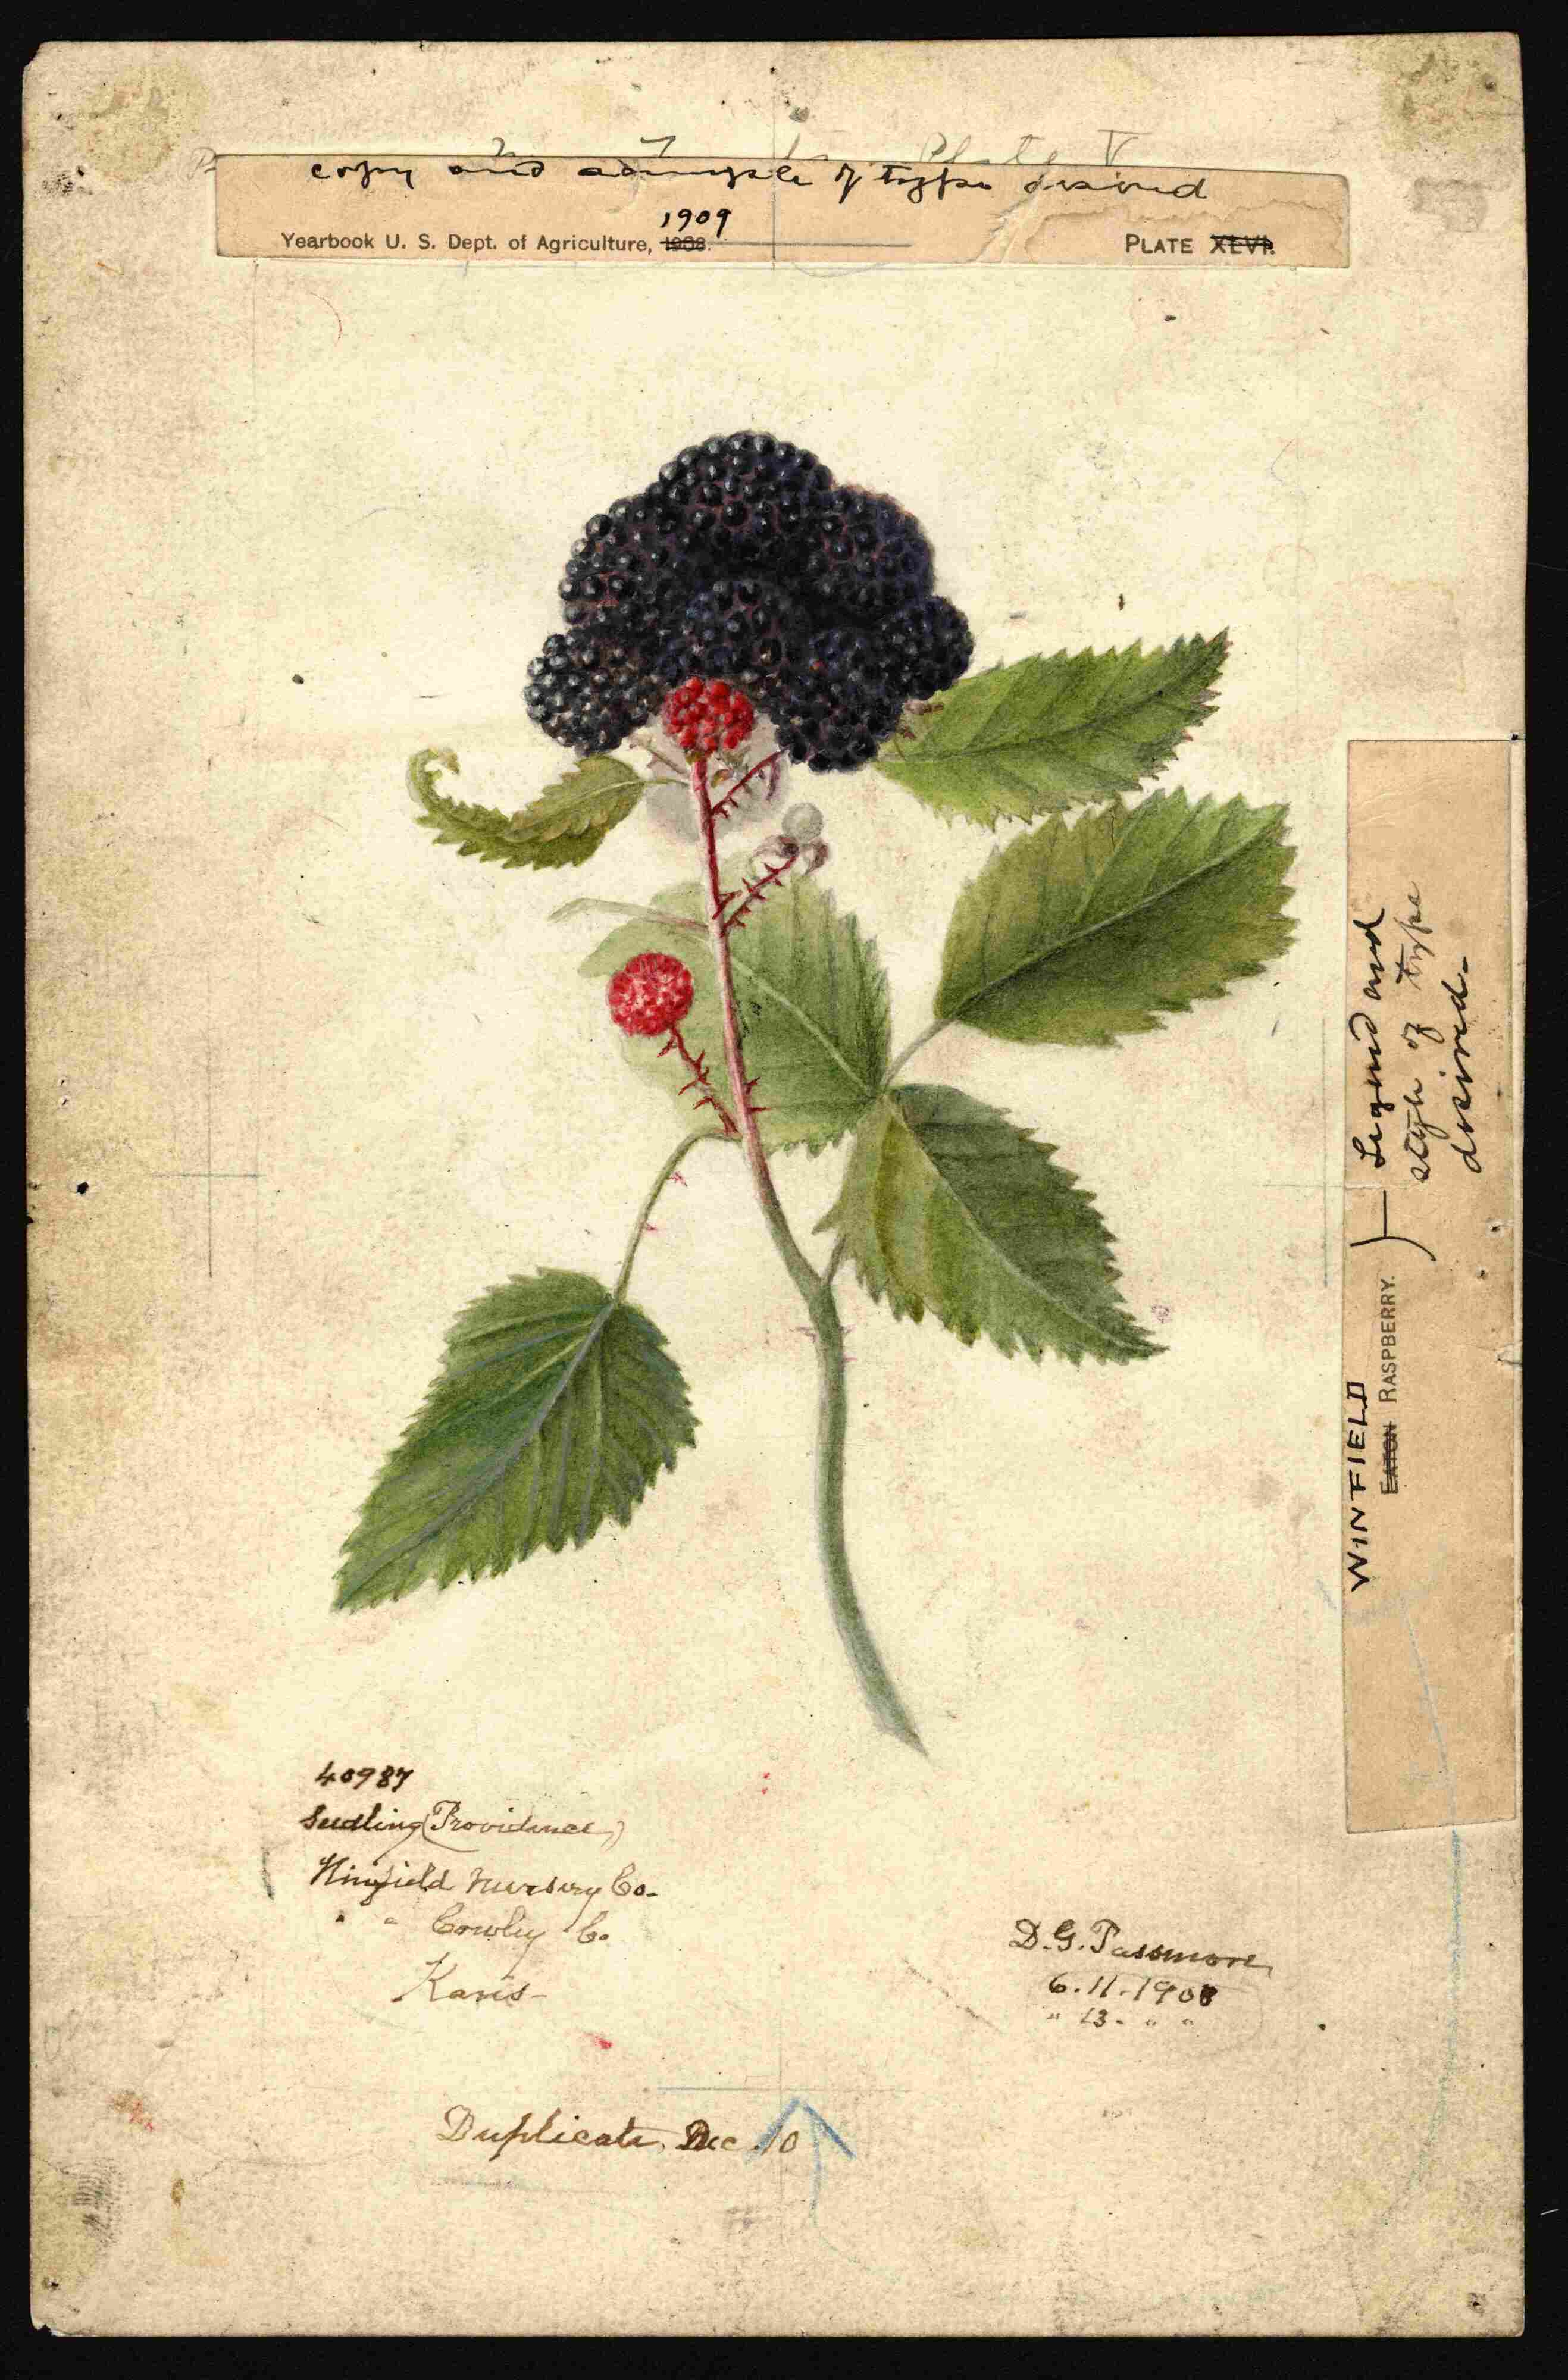 Plate V
copy and sample of type desired
1909
Yearbook U. S. Dept. of Agriculture, 1908.
PLATE XLVI.
Legend and
style of type
desired-
WINFIELD
EATON RASPBERRY.
40987
Seedling (Providence)
Winfield Nursery Co.
" " Cowley Co
Kans-
D. G. Passmore
6.11.1908
" 13. " "
Duplicate. Dec. 10